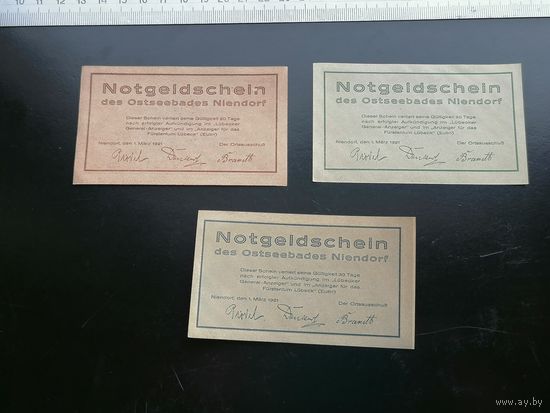 Notgeldschein
des Ostseebades Niendorf
Dieser Schein verliert seine Gültigkeit 30 Tage
nach erfolgter Aufkündigung im „Lübecker
General-Anzeiger" und im „Anzeiger für das
Fürstentum Lübeck" (Eutin)
Niendorf, den 1. März 1921 Der Ortsausschuß
Notgeldschein
des Ostseebades Niendorf
Dieser Schein verliert seine Gültigkeit 30 Tage
nach erfolgter Aufkündigung im „Lübecker
General-Anzeiger" und im „Anzeiger für das
Fürstentum Lübeck" (Eutin)
Niendorf, den 1. März 1921 Der Ortsausschuß
Notgeldschein
des Ostseebades Niendorf
Dieser Schein verliert seine Gültigkeit 30 Tage
nach erfolgter Aufkündigung im „Lübecker
General-Anzeiger" und im „Anzeiger für das
Fürstentum Lübeck" (Eutin)
Niendorf, den 1. März 1921 Der Ortsausschuß
www.ay.by